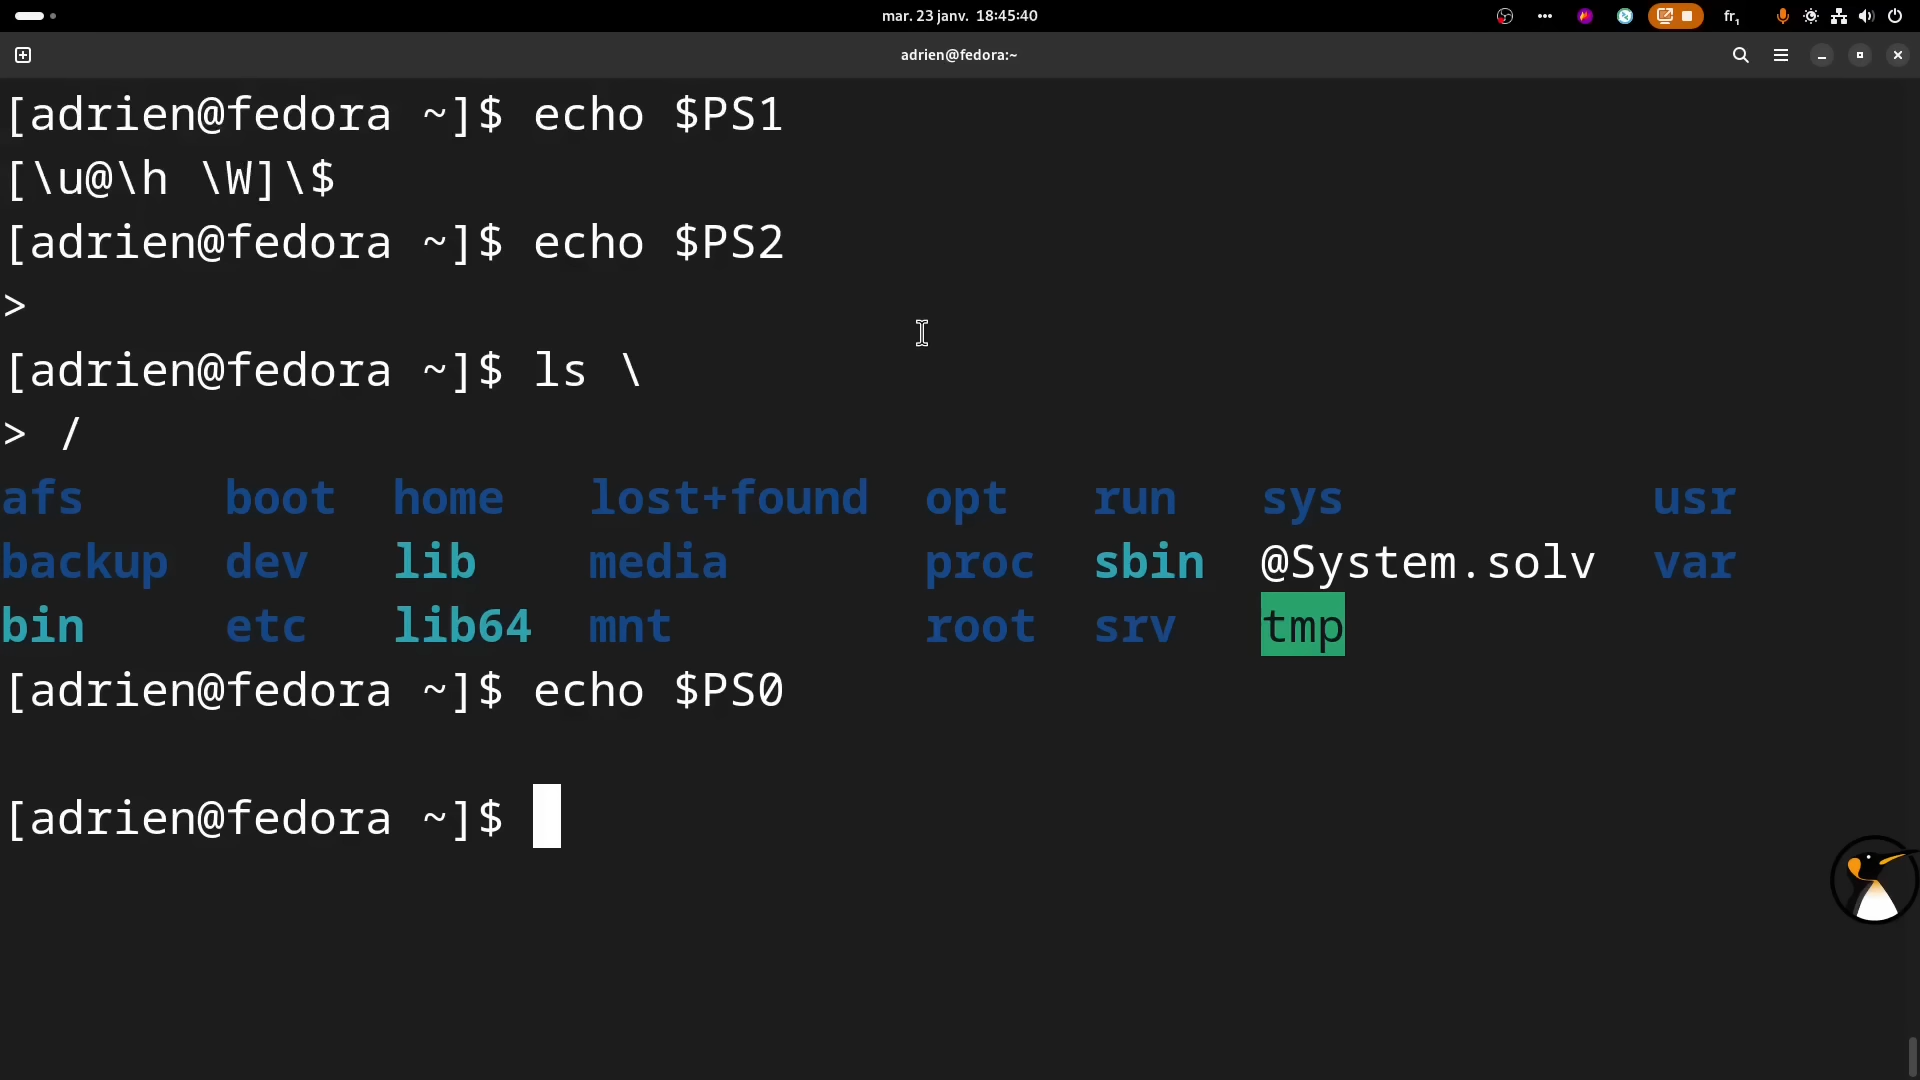 mar. 23 janv. 18:45:40
fr₁
adrien@fedora:~
[adrien@fedora ~]$ echo $PS1
[\u@\h \W]\$
[adrien@fedora ~]$ echo $PS2
>
[adrien@fedora ~]$ ls \
> /
afs boot home lost+found opt run sys usr
backup dev lib media proc sbin @System.solv var
bin etc lib64 mnt root srv tmp
[adrien@fedora ~]$ echo $PS0
[adrien@fedora ~]$